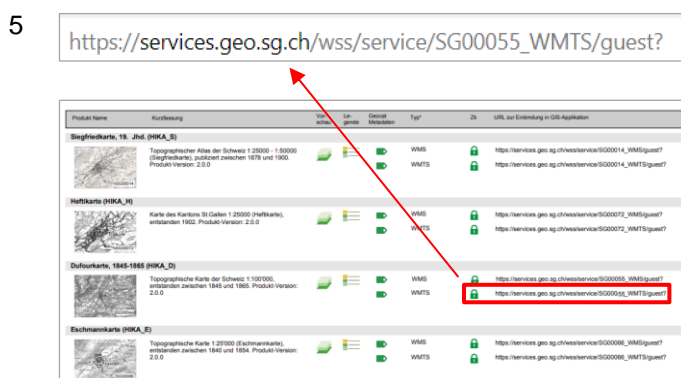 5
https://services.geo.sg.ch/wss/service/SG00055_WMTS/guest?
Produkt Name Kurzfassung Vor- Le- Geocat Typ* Zb URL zur Einbindung in GIS-Applikation
schau gende Metadaten
Siegfriedkarte, 19. Jhd. (HIKA_S)
Topographischer Atlas der Schweiz 1:25000 - 1:50000 WMS https://services.geo.sg.ch/wss/service/SG00014_WMS/guest?
(Siegfriedkarte), publiziert zwischen 1878 und 1900.
Produkt-Version: 2.0.0 WMTS https://services.geo.sg.ch/wss/service/SG00014_WMTS/guest?
Heftikarte (HIKA_H)
Karte des Kantons St.Gallen 1:25000 (Heftikarte), WMS https://services.geo.sg.ch/wss/service/SG00072_WMS/guest?
entstanden 1902. Produkt-Version: 2.0.0
WMTS https://services.geo.sg.ch/wss/service/SG00072_WMTS/guest?
Dufourkarte, 1845-1865 (HIKA_D)
Topographische Karte der Schweiz 1:100'000, WMS https://services.geo.sg.ch/wss/service/SG00055_WMS/guest?
entstanden zwischen 1845 und 1865. Produkt-Version:
2.0.0 WMTS https://services.geo.sg.ch/wss/service/SG00055_WMTS/guest?
Eschmannkarte (HIKA_E)
Topographische Karte 1:25'000 (Eschmannkarte), WMS https://services.geo.sg.ch/wss/service/SG00066_WMS/guest?
entstanden zwischen 1840 und 1854. Produkt-Version:
2.0.0 WMTS https://services.geo.sg.ch/wss/service/SG00066_WMTS/guest?